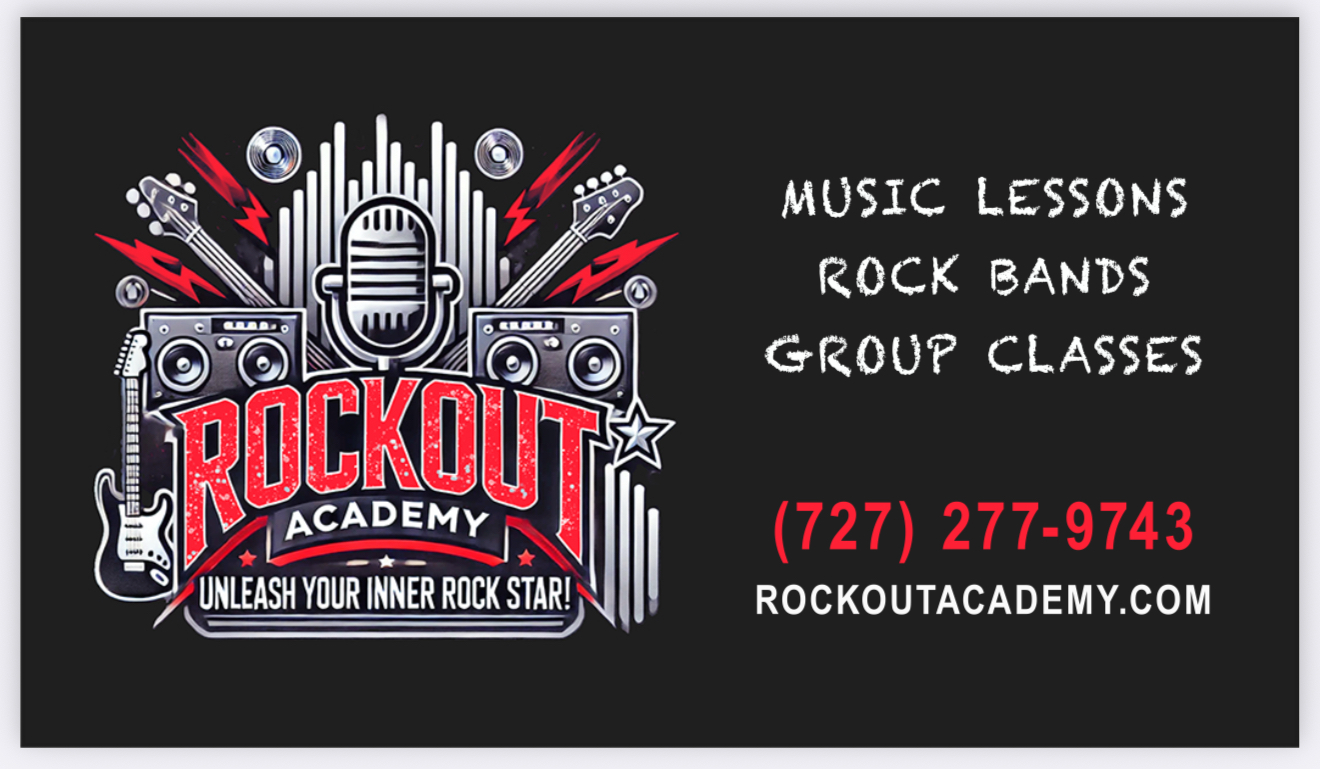 ROCKOUT
ACADEMY
UNLEASH YOUR INNER ROCK STAR!
MUSIC LESSONS
ROCK BANDS
GROUP CLASSES
(727) 277-9743
ROCKOUTACADEMY.COM